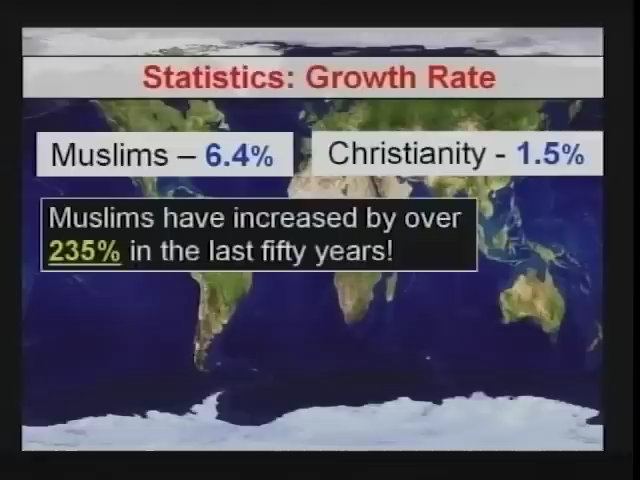 Statistics: Growth Rate
Muslims – 6.4%
Christianity - 1.5%
Muslims have increased by over
235% in the last fifty years!